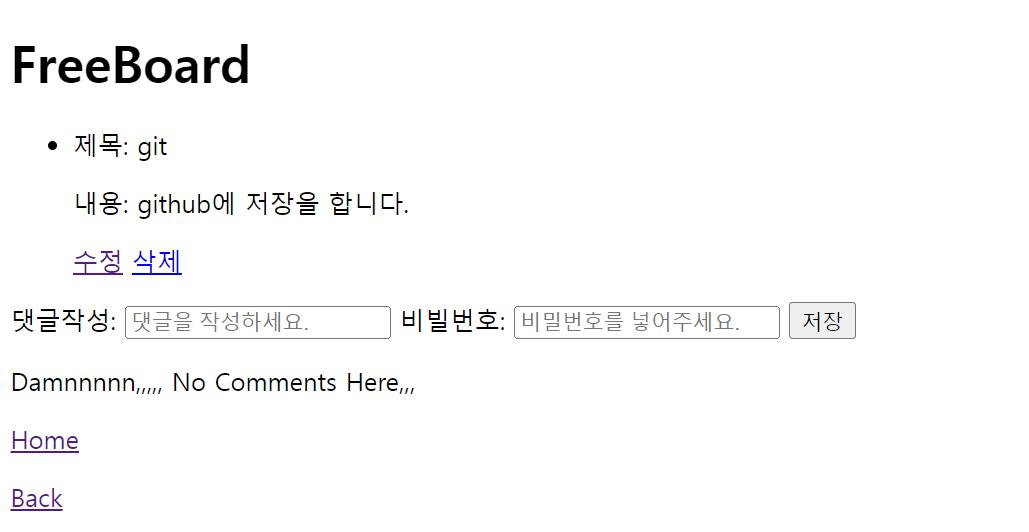 FreeBoard
제목: git
내용: github에 저장을 합니다.
수정 삭제
댓글작성: 댓글을 작성하세요. 비빌번호: 비밀번호를 넣어주세요. 저장
Damnnnnn,,,,, No Comments Here,,,
Home
Back